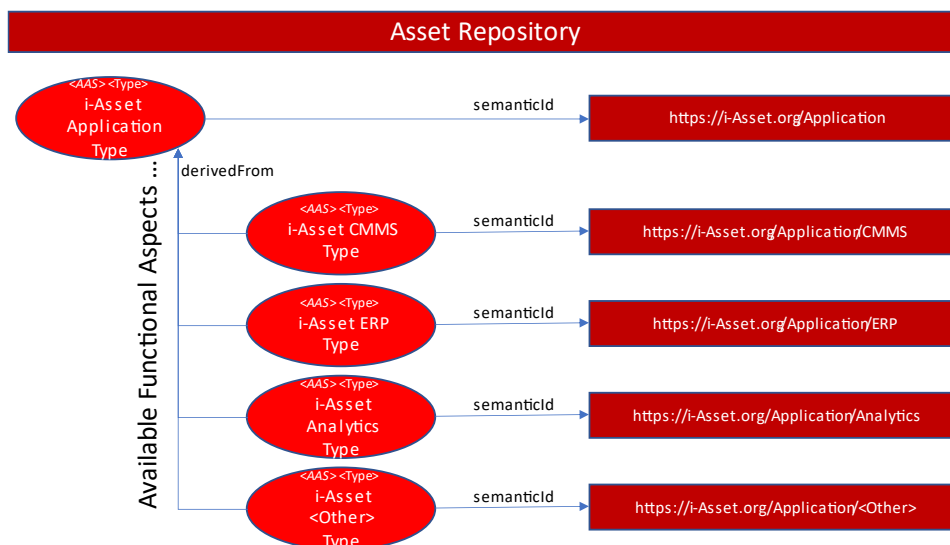 Asset Repository
<AAS> <Type>
i-Asset
Application
Type
semanticId
https://i-Asset.org/Application
derivedFrom
Available Functional Aspects ...
<AAS> <Type>
i-Asset CMMS
Type
semanticId
https://i-Asset.org/Application/CMMS
<AAS> <Type>
i-Asset ERP
Type
semanticId
https://i-Asset.org/Application/ERP
<AAS> <Type>
i-Asset
Analytics
Type
semanticId
https://i-Asset.org/Application/Analytics
<AAS> <Type>
i-Asset
<Other>
Type
semanticId
https://i-Asset.org/Application/<Other>